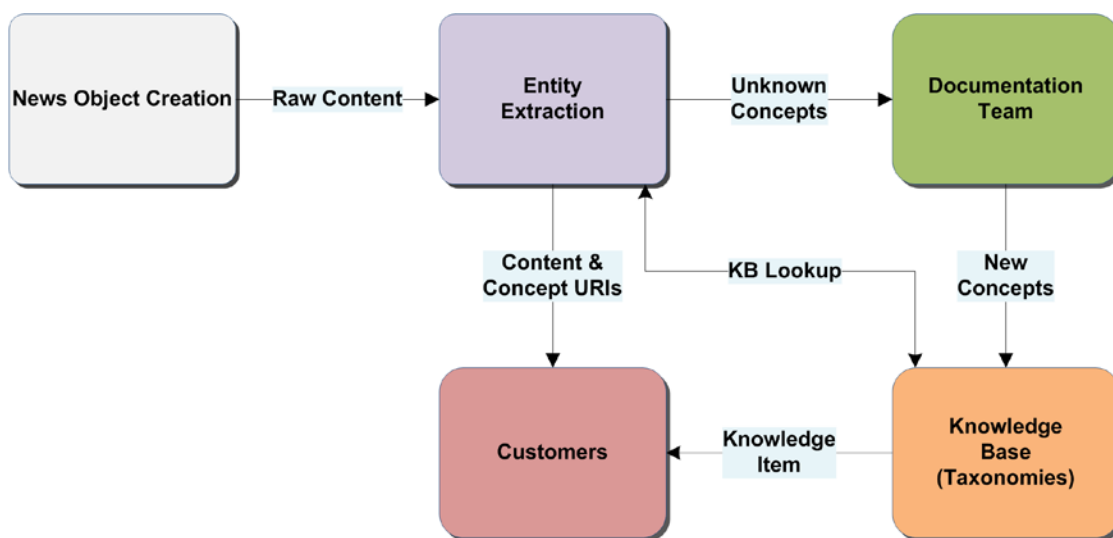 News Object Creation
Raw Content
Entity
Extraction
Unknown
Concepts
Documentation
Team
Content &
Concept URIs
KB Lookup
New
Concepts
Customers
Knowledge
Item
Knowledge
Base
(Taxonomies)